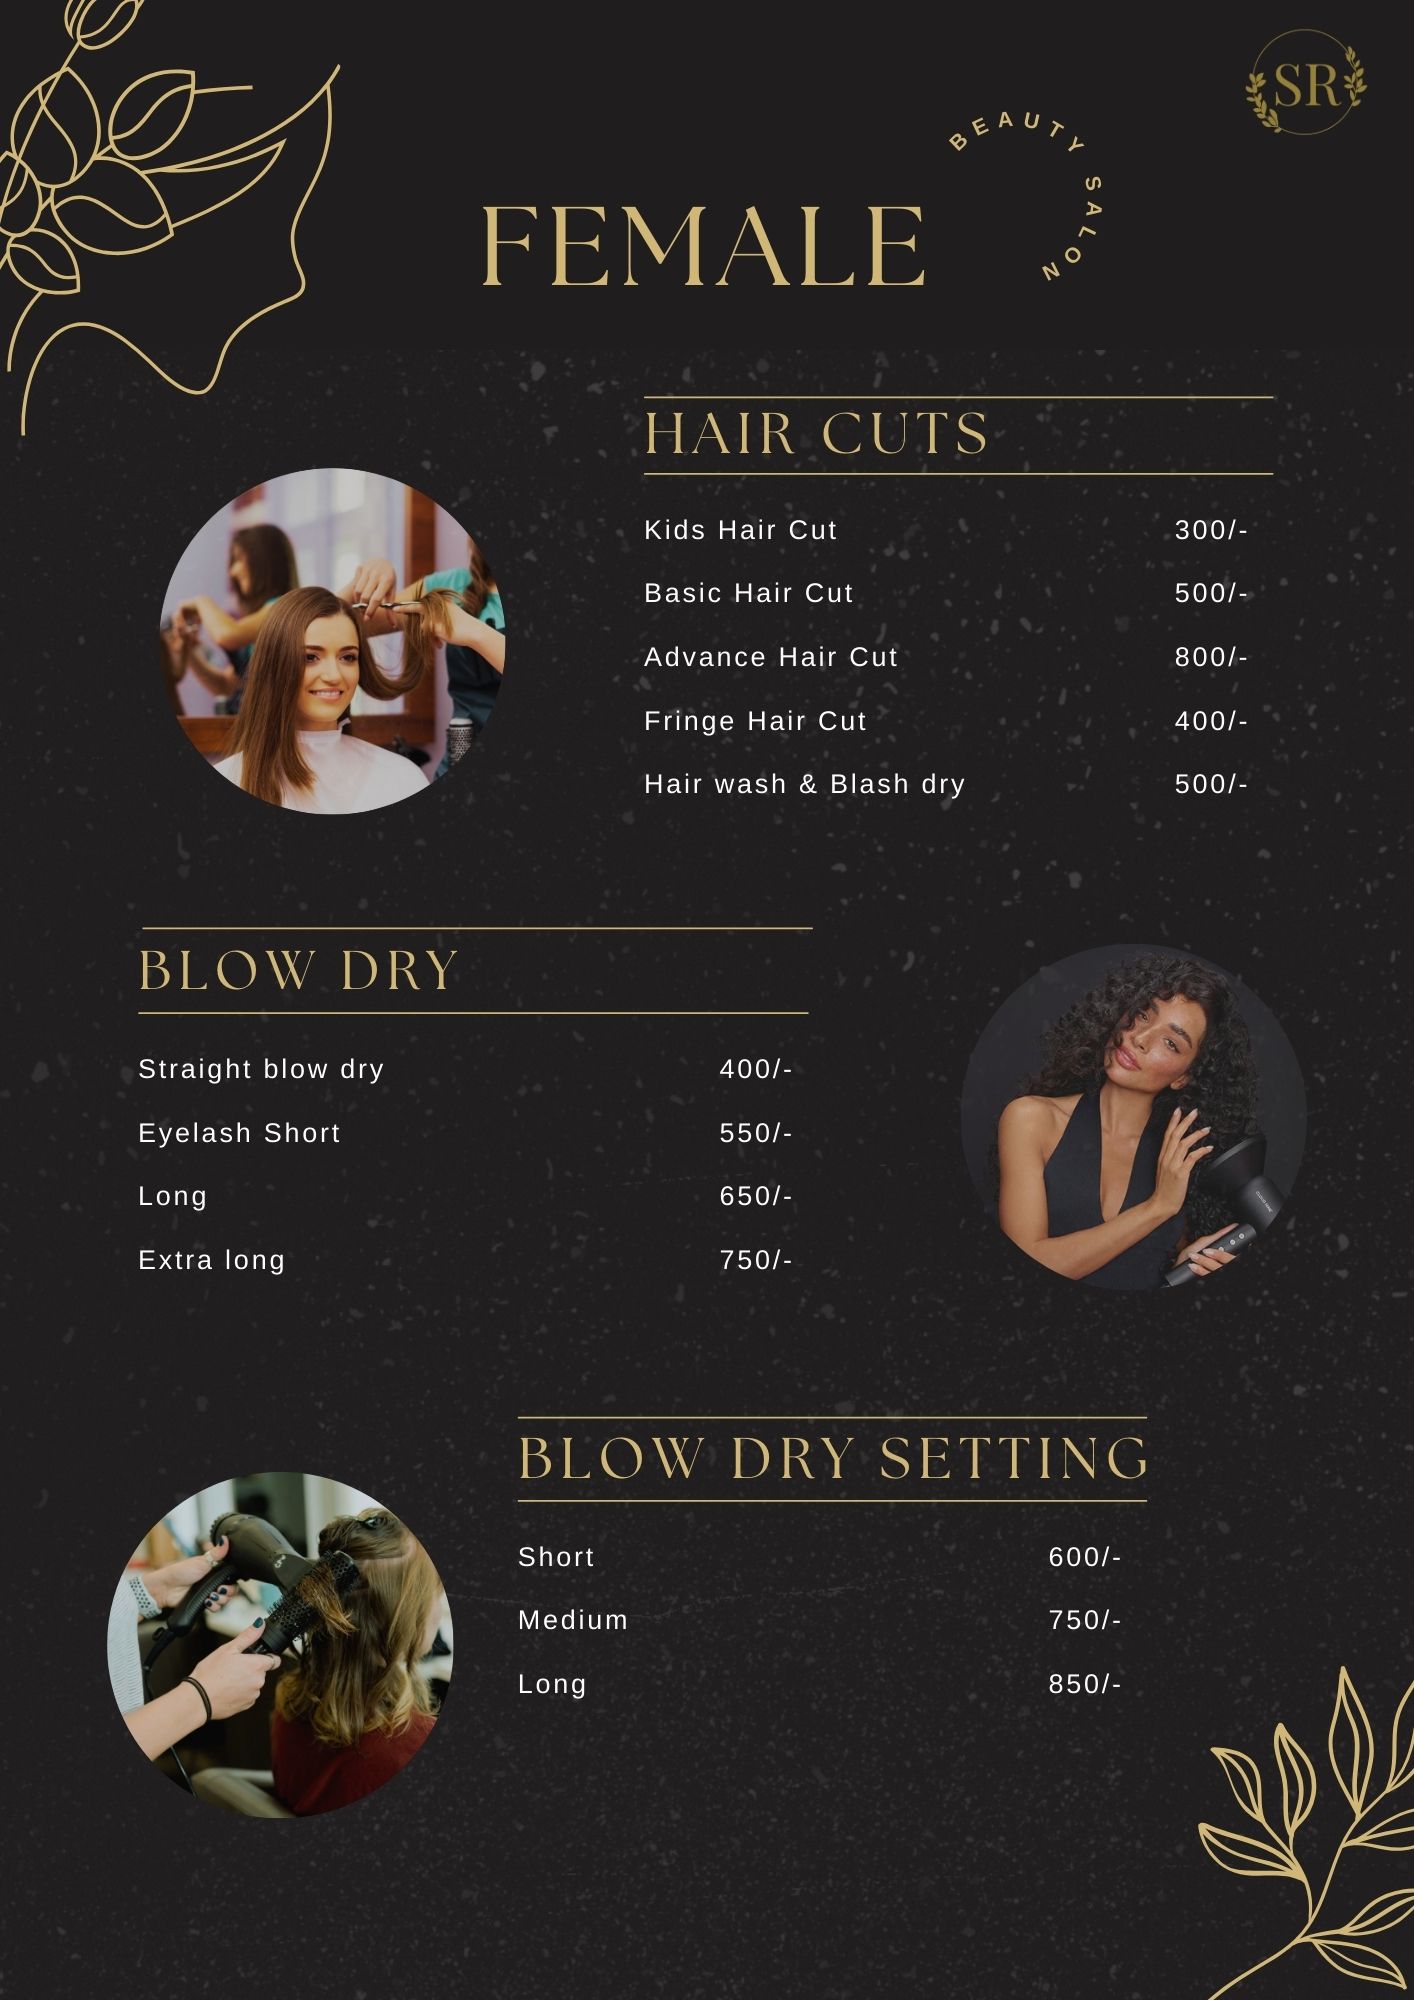 SR
BEAUTY SALON
FEMALE
HAIR CUTS
Kids Hair Cut 300/-
Basic Hair Cut 500/-
Advance Hair Cut 800/-
Fringe Hair Cut 400/-
Hair wash & Blash dry 500/-
BLOW DRY
Straight blow dry 400/-
Eyelash Short 550/-
Long 650/-
Extra long 750/-
BLOW DRY SETTING
Short 600/-
Medium 750/-
Long 850/-